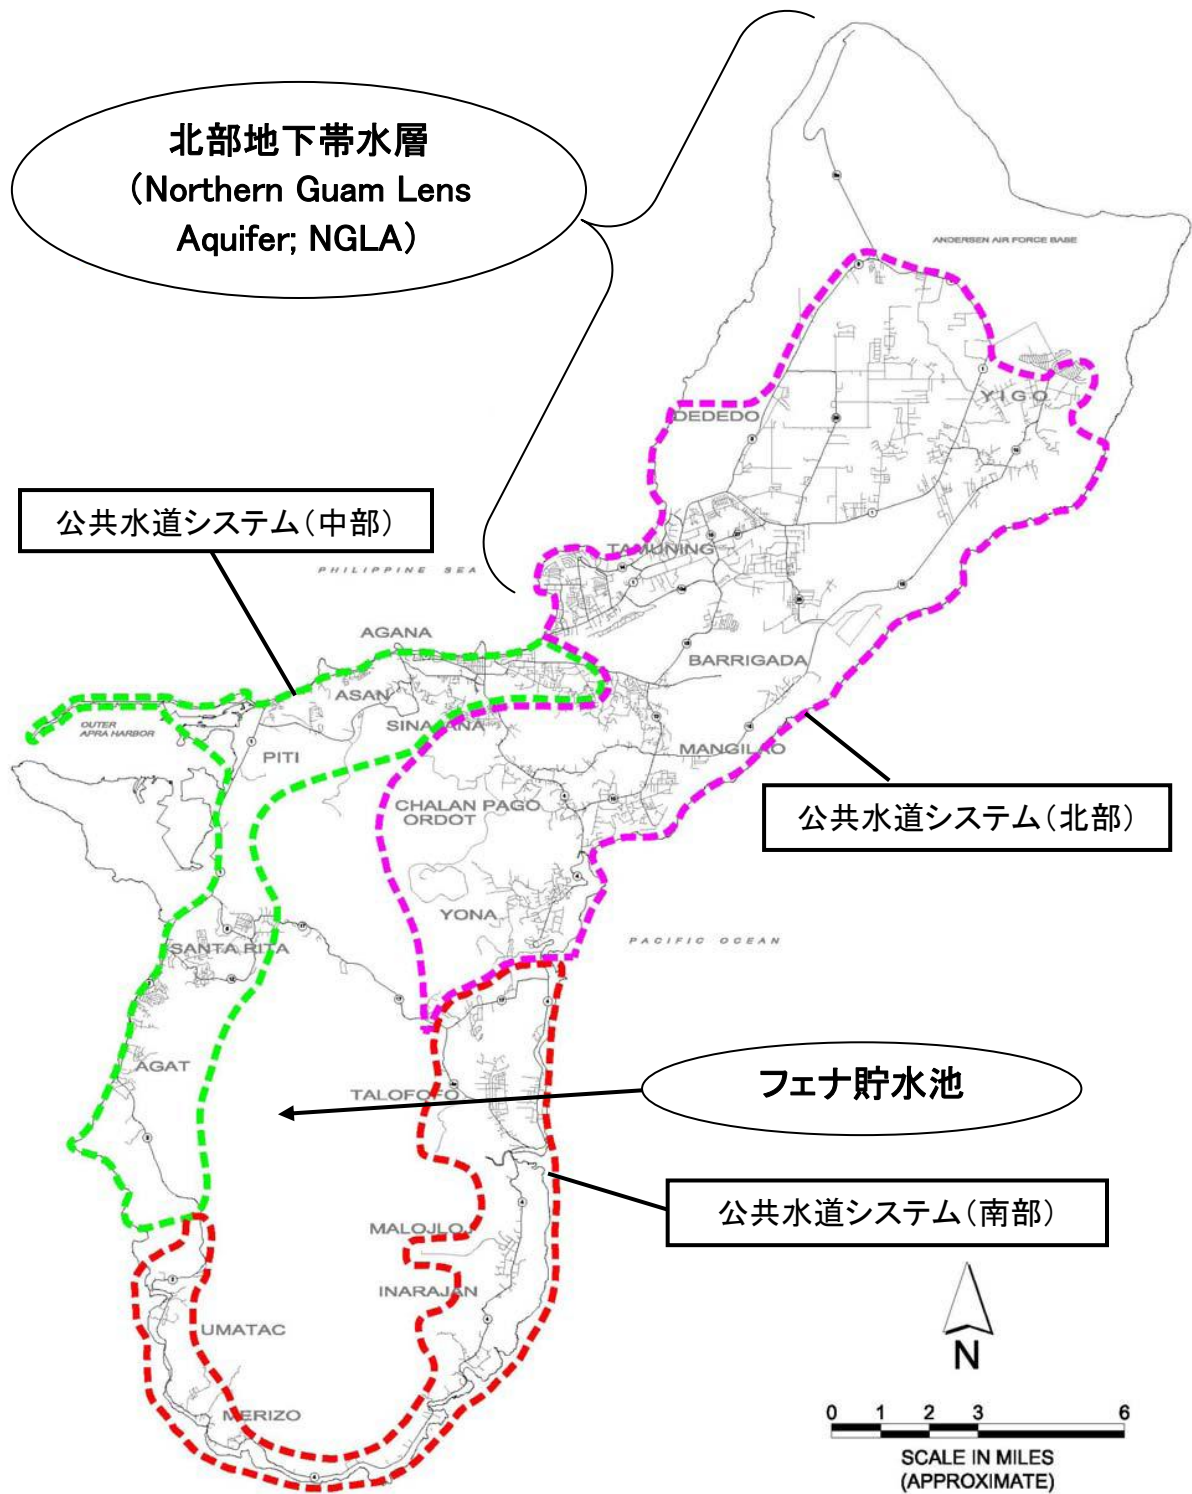 北部地下帯水層
（Northern Guam Lens
Aquifer; NGLA）
ANDERSEN AIR FORCE BASE
YIGO
DEDEDO
公共水道システム（中部）
TAMUNING
PHILIPPINE SEA
AGANA
BARRIGADA
ASAN
SINAJANA
OUTER
APRA HARBOR
MANGILAO
PITI
CHALAN PAGO
ORDOT
公共水道システム（北部）
YONA
PACIFIC OCEAN
SANTA RITA
AGAT
フェナ貯水池
TALOFOFO
公共水道システム（南部）
MALOJLOJ
INARAJAN
UMATAC
N
MERIZO
0 1 2 3 6
SCALE IN MILES
(APPROXIMATE)